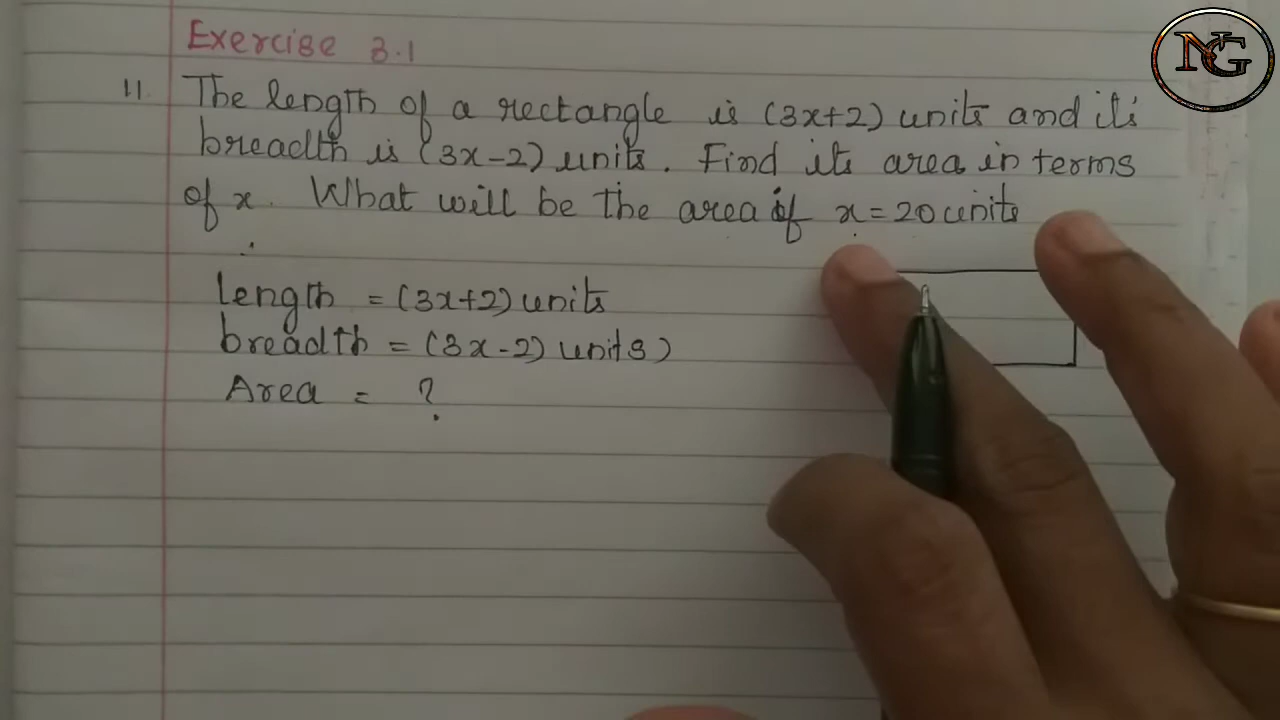 NG
Exercise 3.1
11. The length of a rectangle is (3x+2) units and its
breadth is (3x-2) units. Find its area in terms
of x. What will be the area if x = 20 units
length = (3x+2) units
breadth = (3x-2) units)
Area = ?